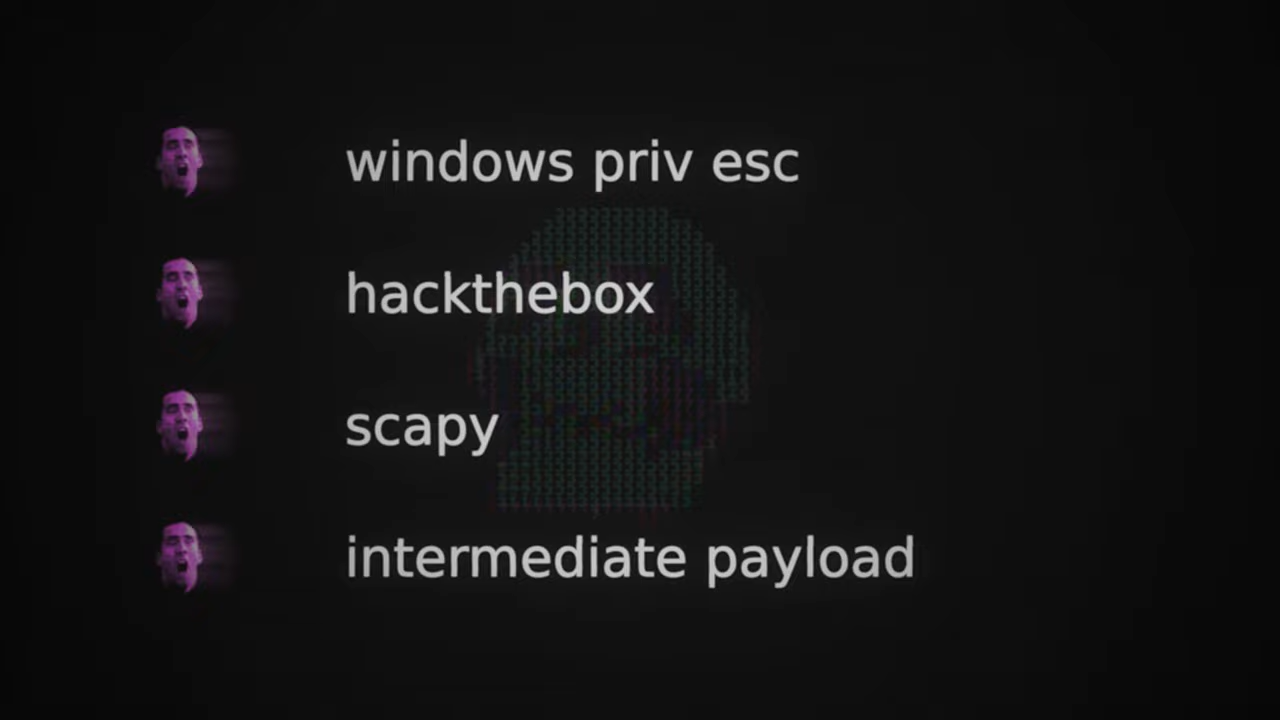 windows priv esc
hackthebox
scapy
intermediate payload